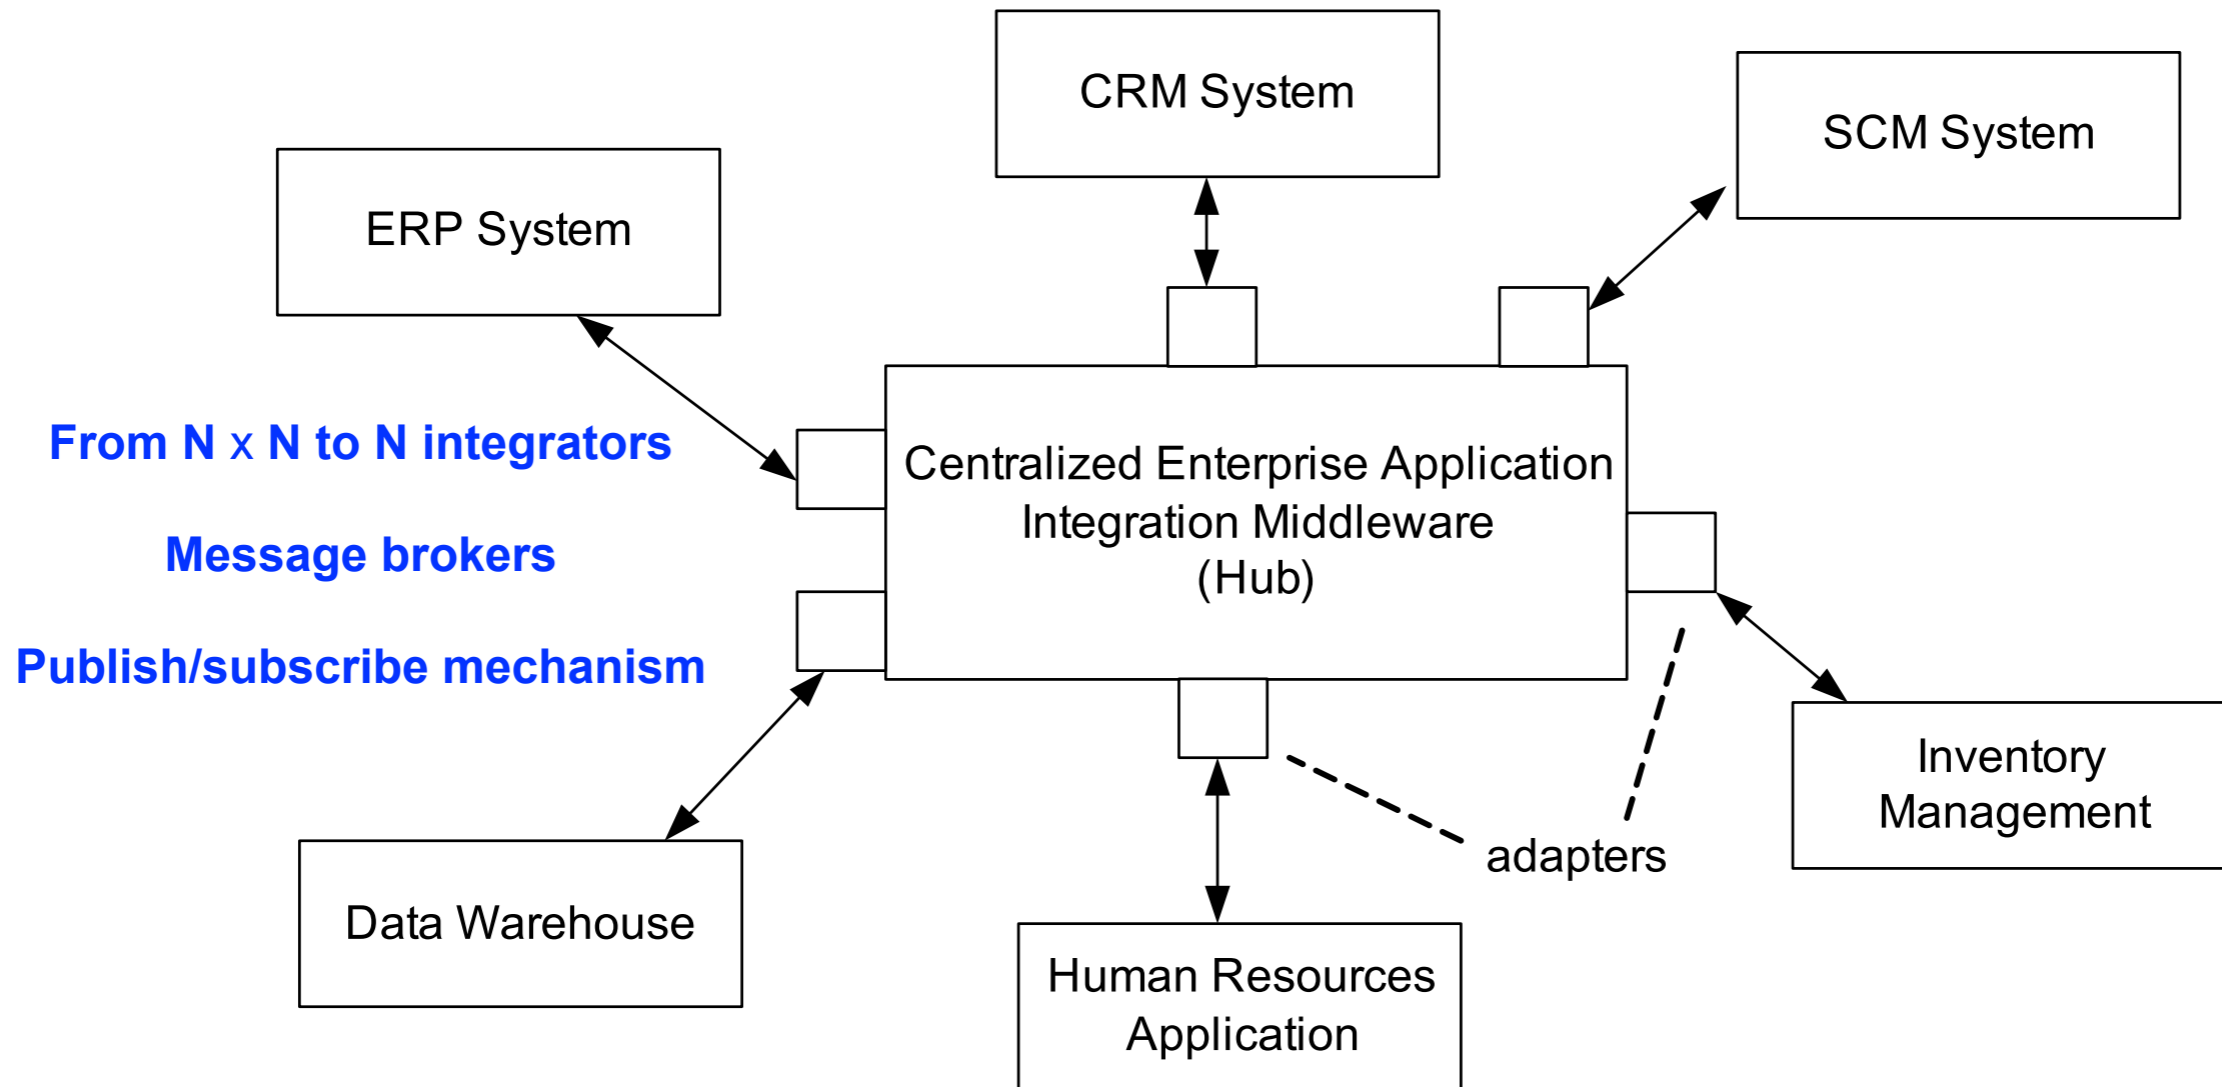 CRM System
SCM System
ERP System
From N x N to N integrators
Message brokers
Publish/subscribe mechanism
Centralized Enterprise Application
Integration Middleware
(Hub)
Inventory
Management
adapters
Data Warehouse
Human Resources
Application